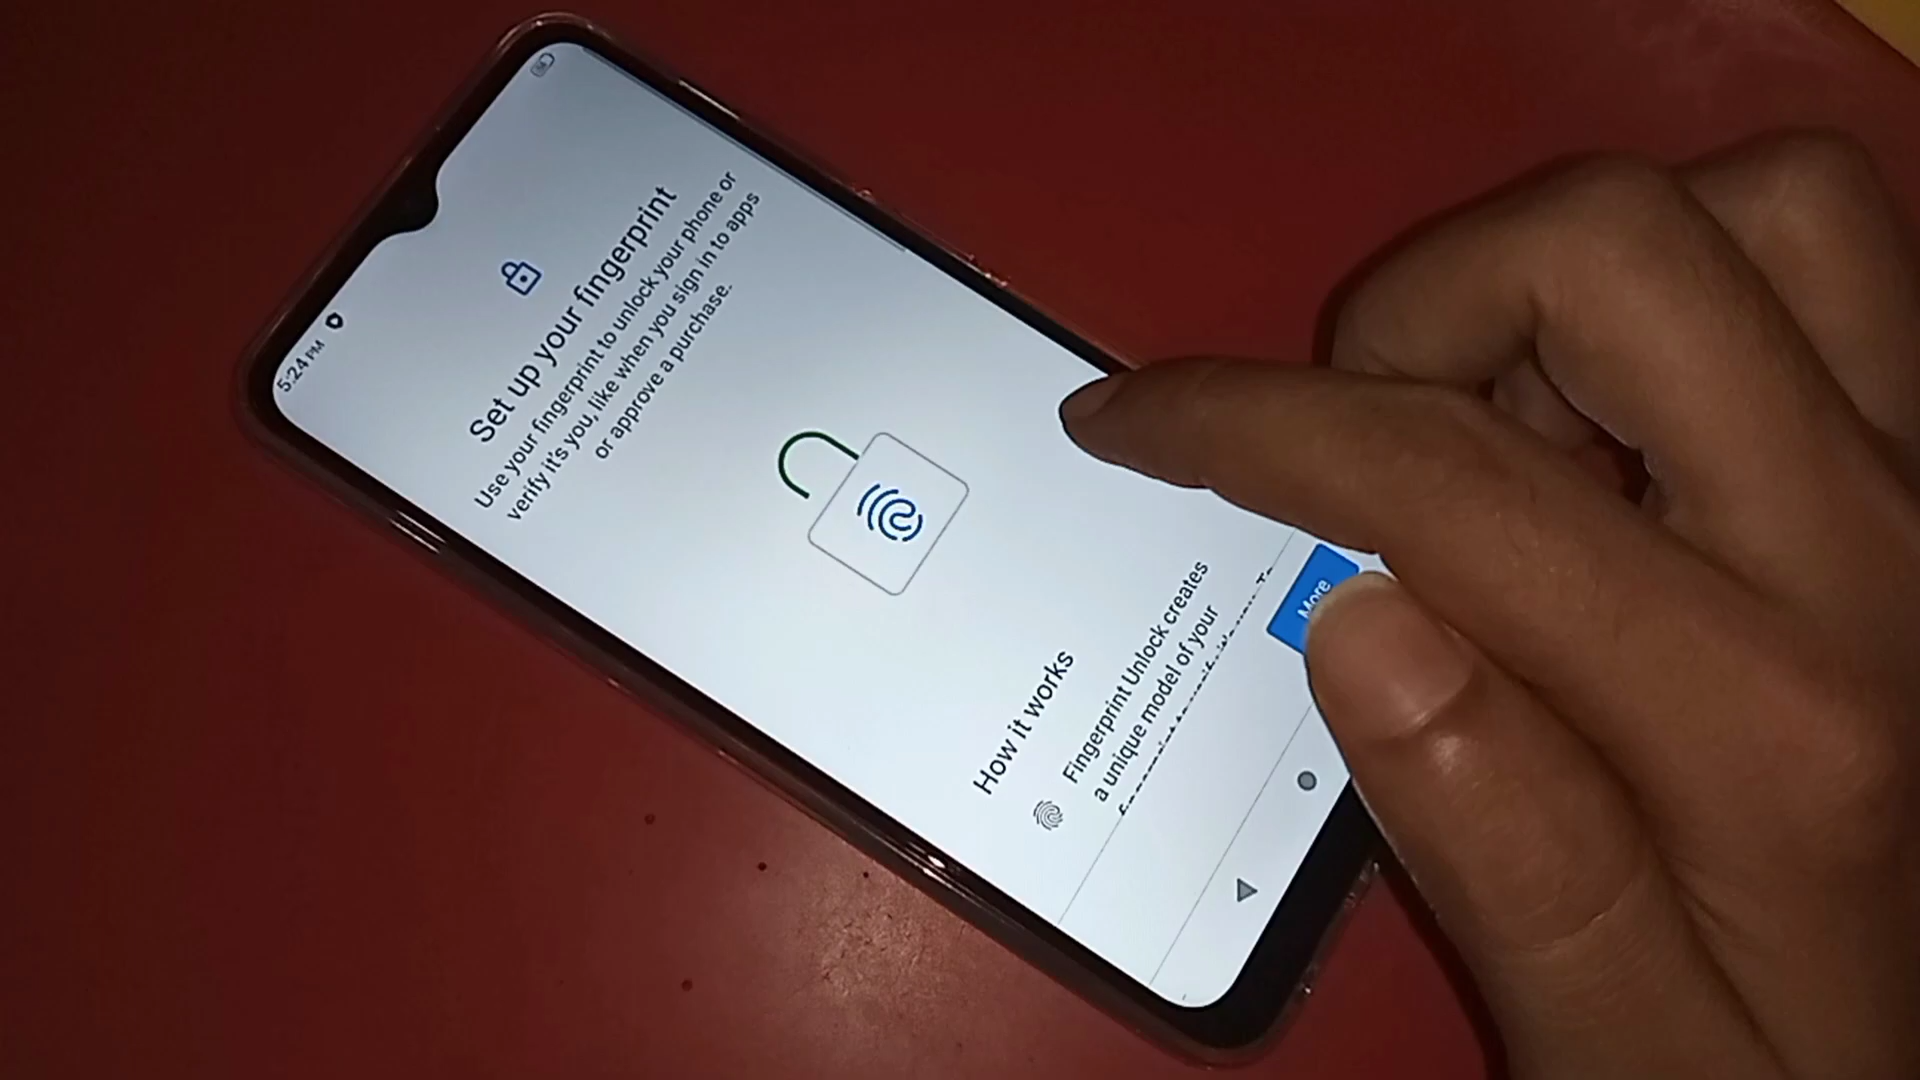 5:24 PM
Set up your fingerprint
Use your fingerprint to unlock your phone or
verify it's you, like when you sign in to apps
or approve a purchase.
How it works
Fingerprint Unlock creates
a unique model of your
More